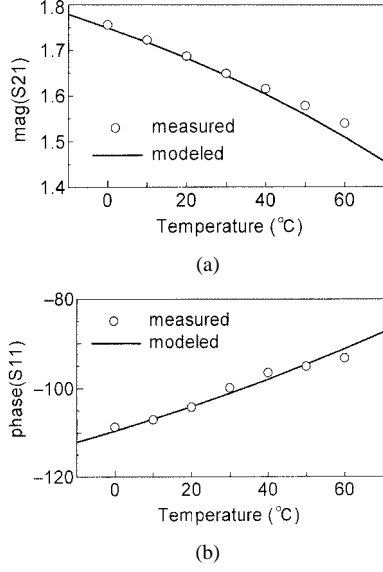 1.8
1.7
1.6
1.5
1.4
mag(S21)
measured
modeled
0 20 40 60
Temperature (℃)
(a)
−80
−100
−120
phase(S11)
measured
modeled
0 20 40 60
Temperature (℃)
(b)